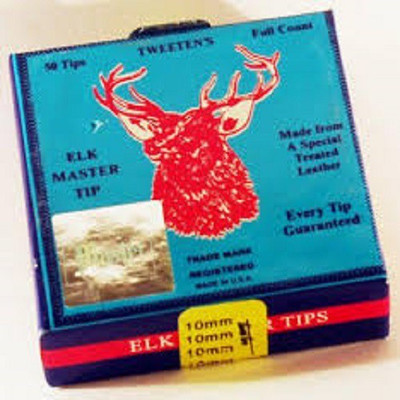 TWEETEN'S
50 Tips
Full Count
ELK
MASTER
TIP
Made from
A Special
Treated
Leather
Every Tip
Guaranteed
TRADE MARK
REGISTERED
MADE IN U.S.A.
10mm
10mm
10mm
10mm
ELK
R TIPS